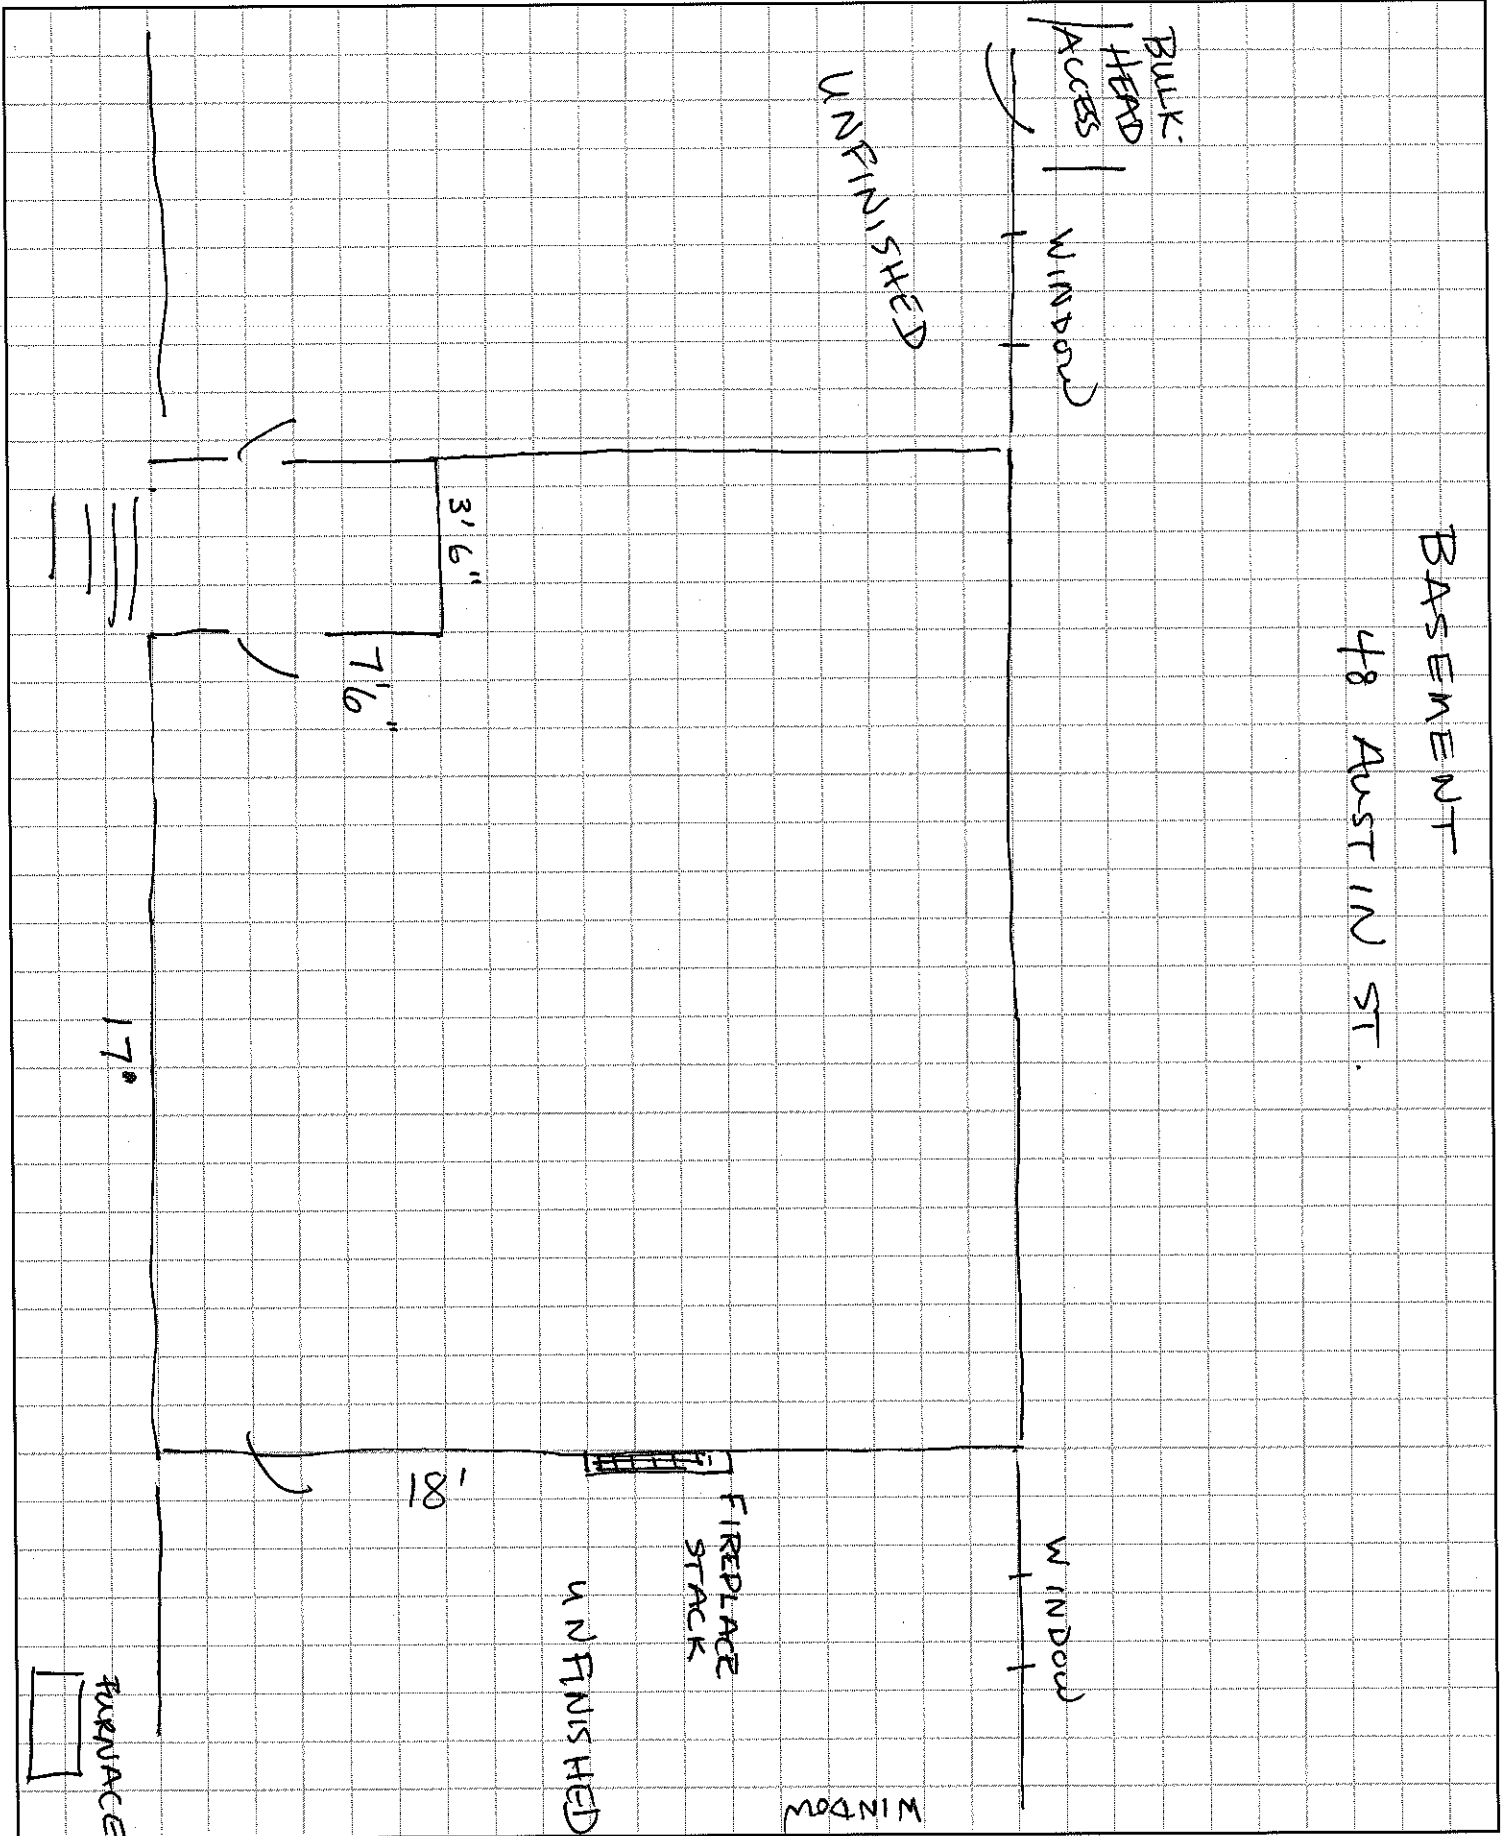 BASEMENT
48 AUSTIN ST.
BULK-
HEAD
ACCESS
WINDOW
WINDOW
UNFINISHED
WINDOW
3'6"
7'6"
FIREPLACE
STACK
18'
UNFINISHED
17'
FURNACE